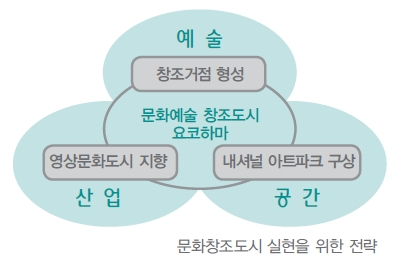 예 술
창조거점 형성
문화예술 창조도시
요코하마
영상문화도시 지향
내셔널 아트파크 구상
산 업
공 간
문화창조도시 실현을 위한 전략